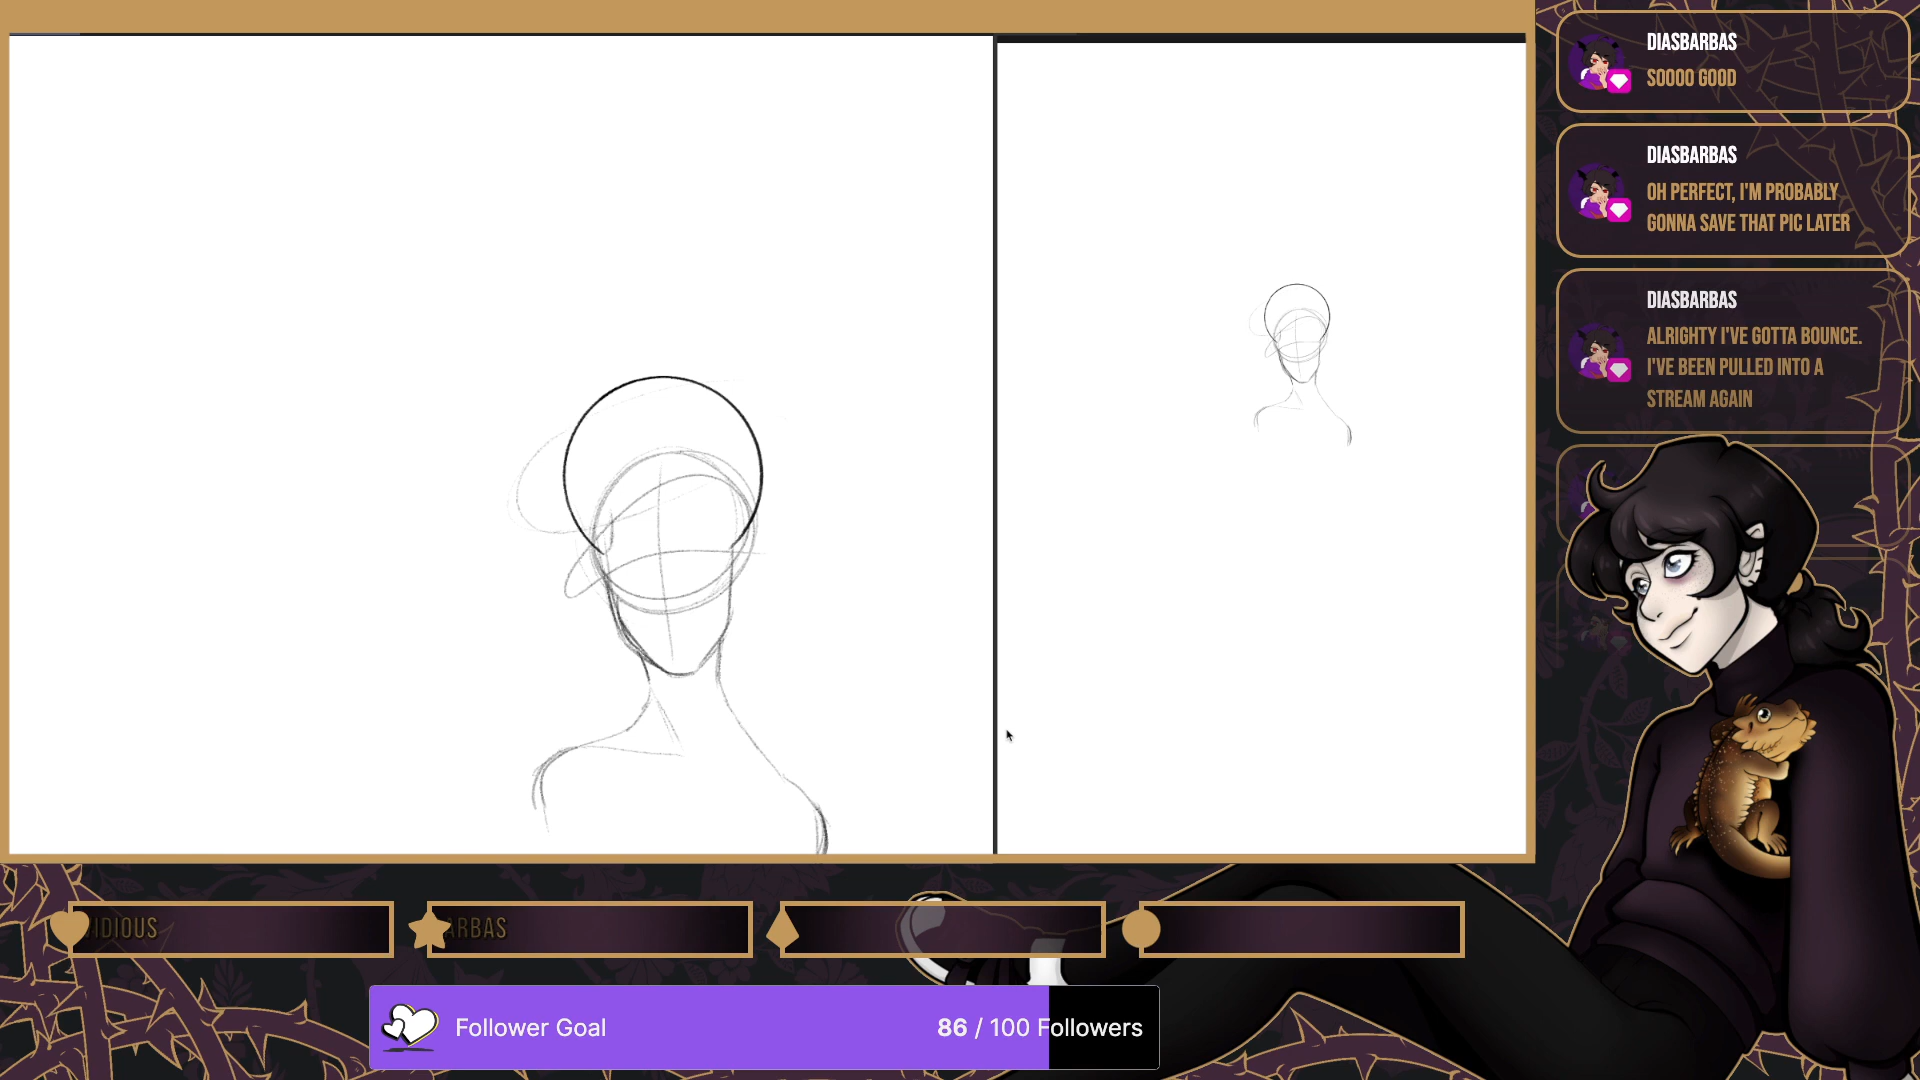 DIASBARBAS
SOOOO GOOD
DIASBARBAS
OH PERFECT, I'M PROBABLY
GONNA SAVE THAT PIC LATER
DIASBARBAS
ALRIGHTY I'VE GOTTA BOUNCE.
I'VE BEEN PULLED INTO A
STREAM AGAIN
IDIOUS
ARBAS
Follower Goal
86 / 100 Followers